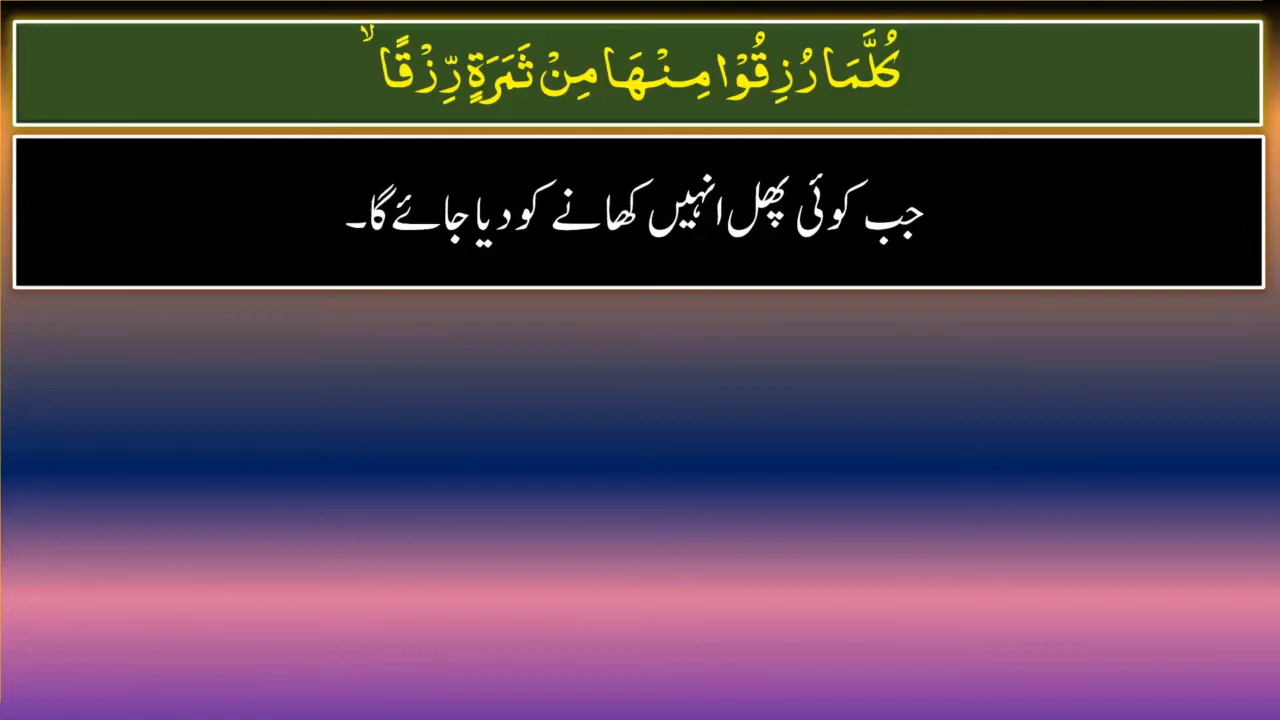 كُلَّمَا رُزِقُوْا مِنْهَا مِنْ ثَمَرَةٍ رِّزْقًا ۙ
جب کوئی پھل انہیں کھانے کو دیا جائے گا۔